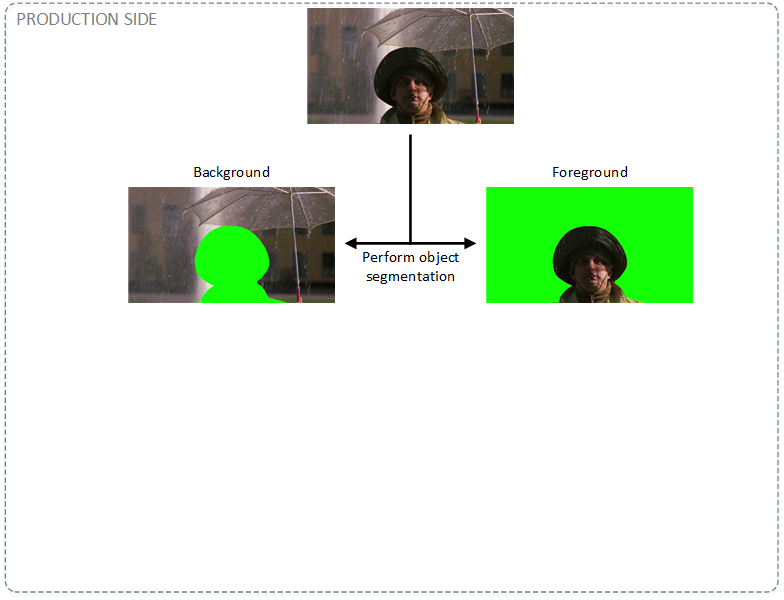 PRODUCTION SIDE
Background
Foreground
Perform object
segmentation